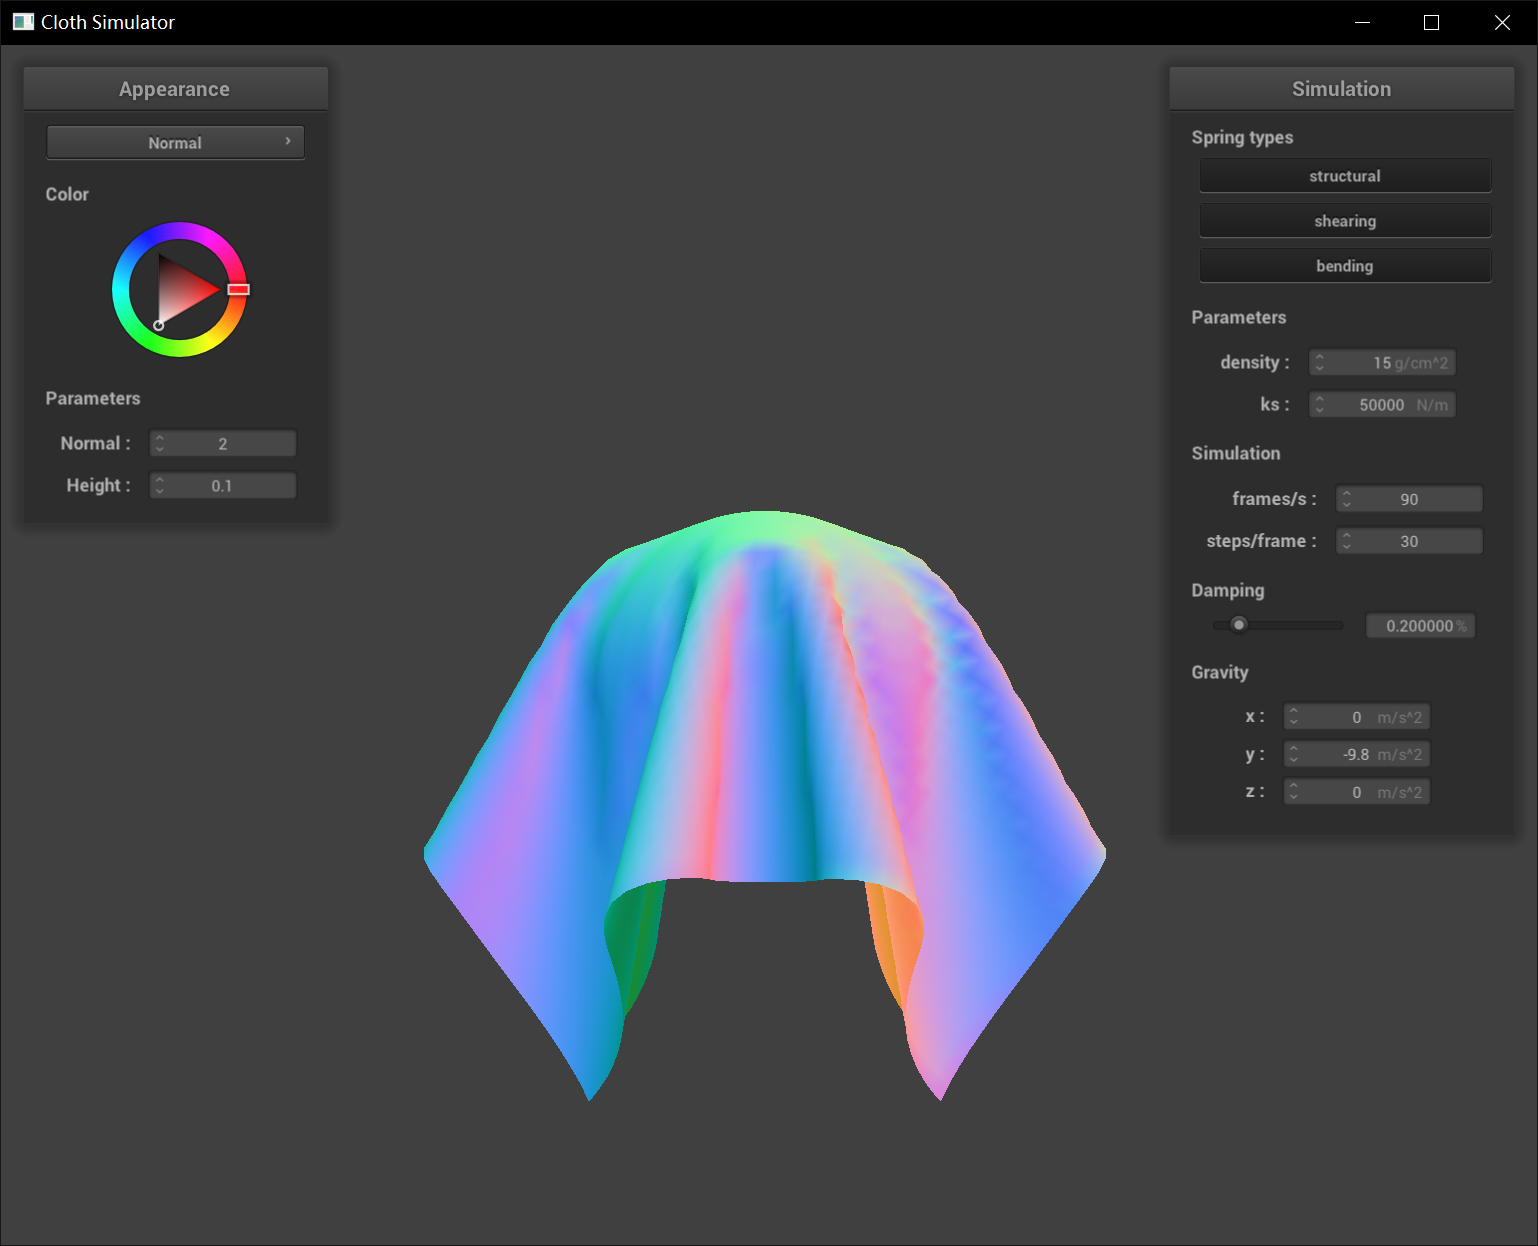 Cloth Simulator
Appearance
Normal
Color
Parameters
Normal : 2
Height : 0.1
Simulation
Spring types
structural
shearing
bending
Parameters
density : 15 g/cm^2
ks : 50000 N/m
Simulation
frames/s : 90
steps/frame : 30
Damping
0.200000 %
Gravity
x : 0 m/s^2
y : -9.8 m/s^2
z : 0 m/s^2